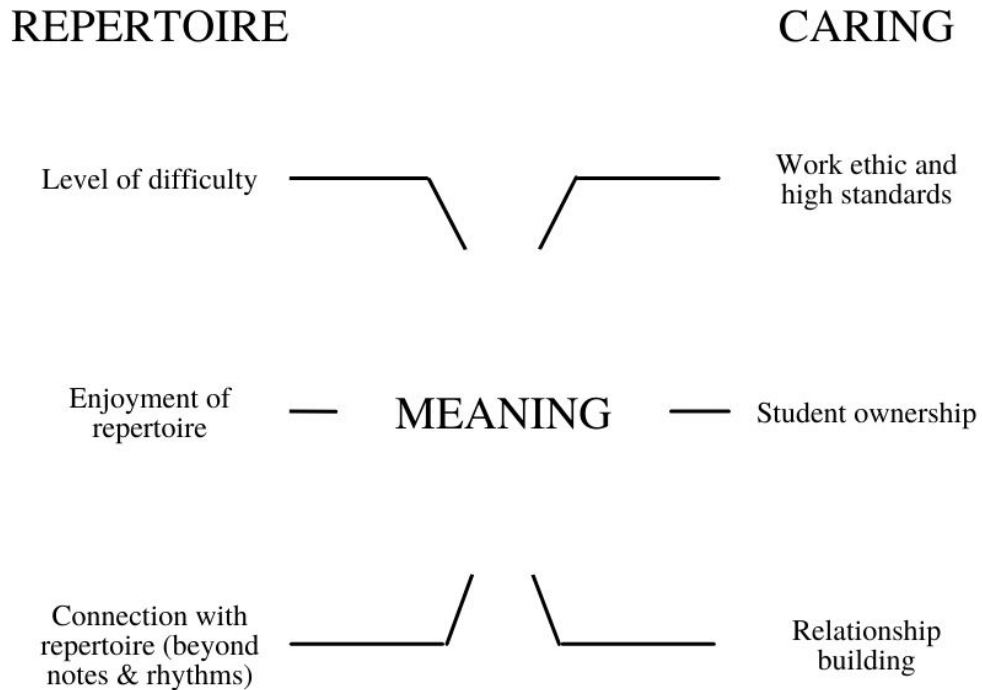 REPERTOIRE
CARING
Level of difficulty
Work ethic and
high standards
Enjoyment of
repertoire
MEANING
Student ownership
Connection with
repertoire (beyond
notes & rhythms)
Relationship
building